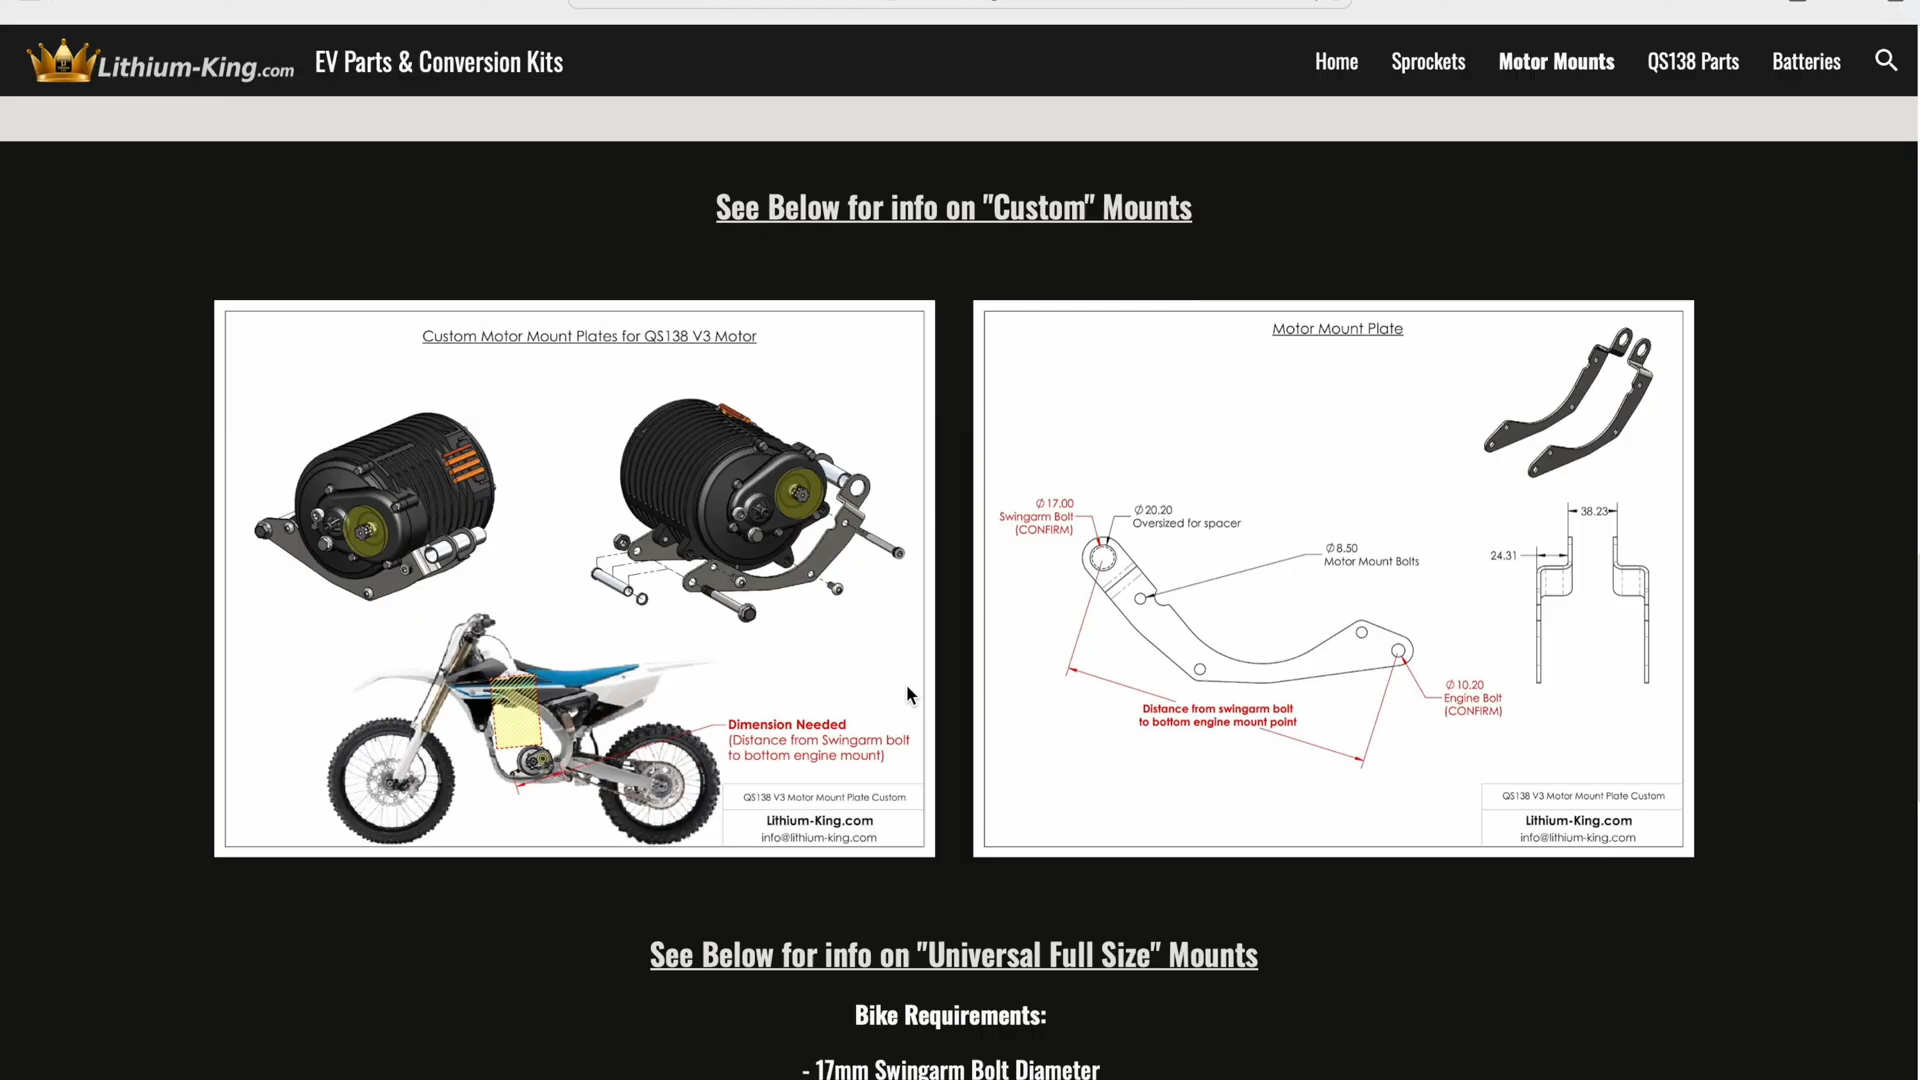 Lithium-King.com
EV Parts & Conversion Kits
Home
Sprockets
Motor Mounts
QS138 Parts
Batteries
See Below for info on "Custom" Mounts
Custom Motor Mount Plates for QS138 V3 Motor
Dimension Needed
(Distance from Swingarm bolt
to bottom engine mount)
QS138 V3 Motor Mount Plate Custom
Lithium-King.com
info@lithium-king.com
Motor Mount Plate
∅17.00
Swingarm Bolt
(CONFIRM)
∅20.20
Oversized for spacer
∅8.50
Motor Mount Bolts
38.23
24.31
∅10.20
Engine Bolt
(CONFIRM)
Distance from swingarm bolt
to bottom engine mount point
QS138 V3 Motor Mount Plate Custom
Lithium-King.com
info@lithium-king.com
See Below for info on "Universal Full Size" Mounts
Bike Requirements:
- 17mm Swingarm Bolt Diameter